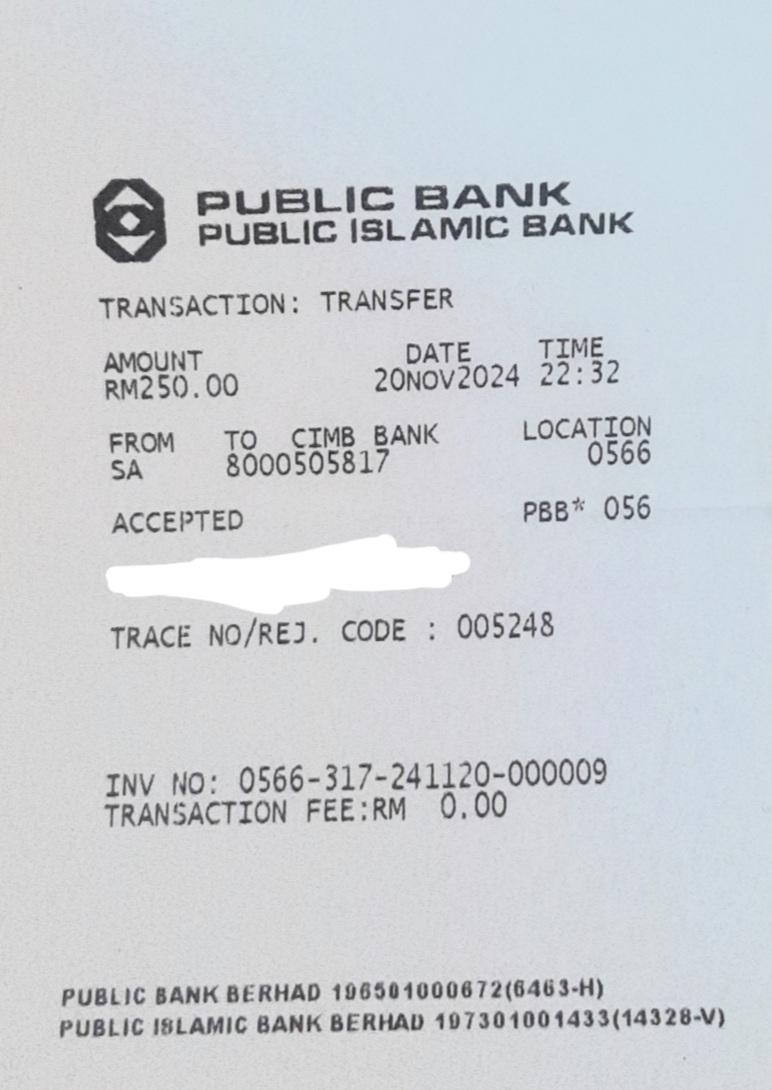 PUBLIC BANK
PUBLIC ISLAMIC BANK
TRANSACTION: TRANSFER
AMOUNT DATE TIME
RM250.00 20NOV2024 22:32
FROM TO CIMB BANK LOCATION
SA 8000505817 0566
ACCEPTED PBB* 056
TRACE NO/REJ. CODE : 005248
INV NO: 0566-317-241120-000009
TRANSACTION FEE:RM 0.00
PUBLIC BANK BERHAD 196501000672(6463-H)
PUBLIC ISLAMIC BANK BERHAD 197301001433(14328-V)